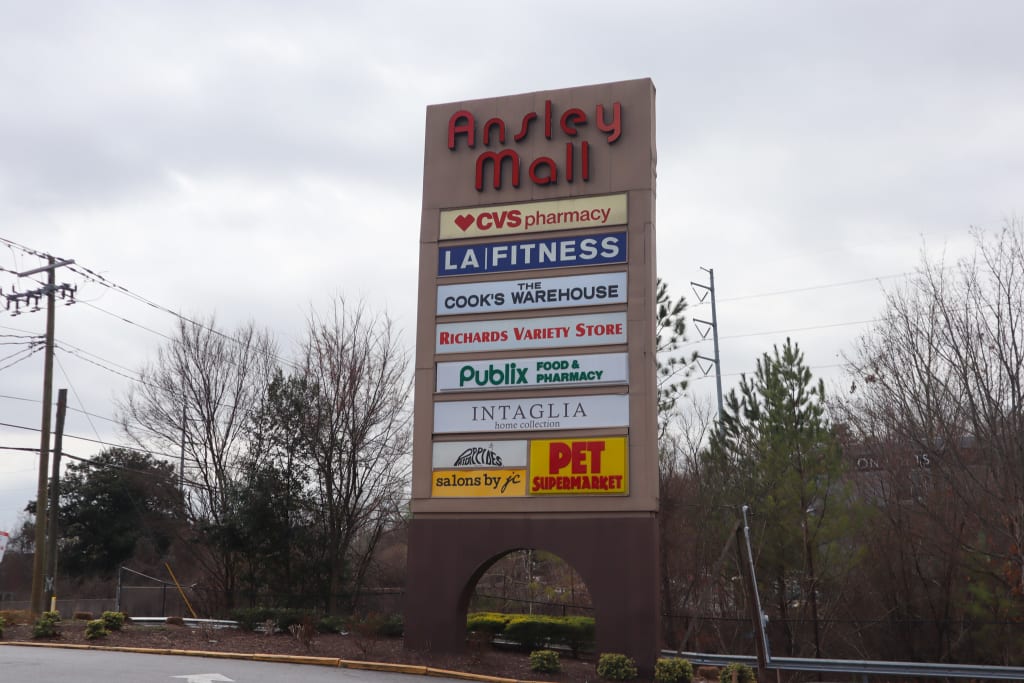 Ansley
Mall
CVS pharmacy
LA|FITNESS
THE
COOK'S WAREHOUSE
RICHARDS VARIETY STORE
Publix FOOD &
PHARMACY
INTAGLIA
home collection
salons by jc
PET
SUPERMARKET